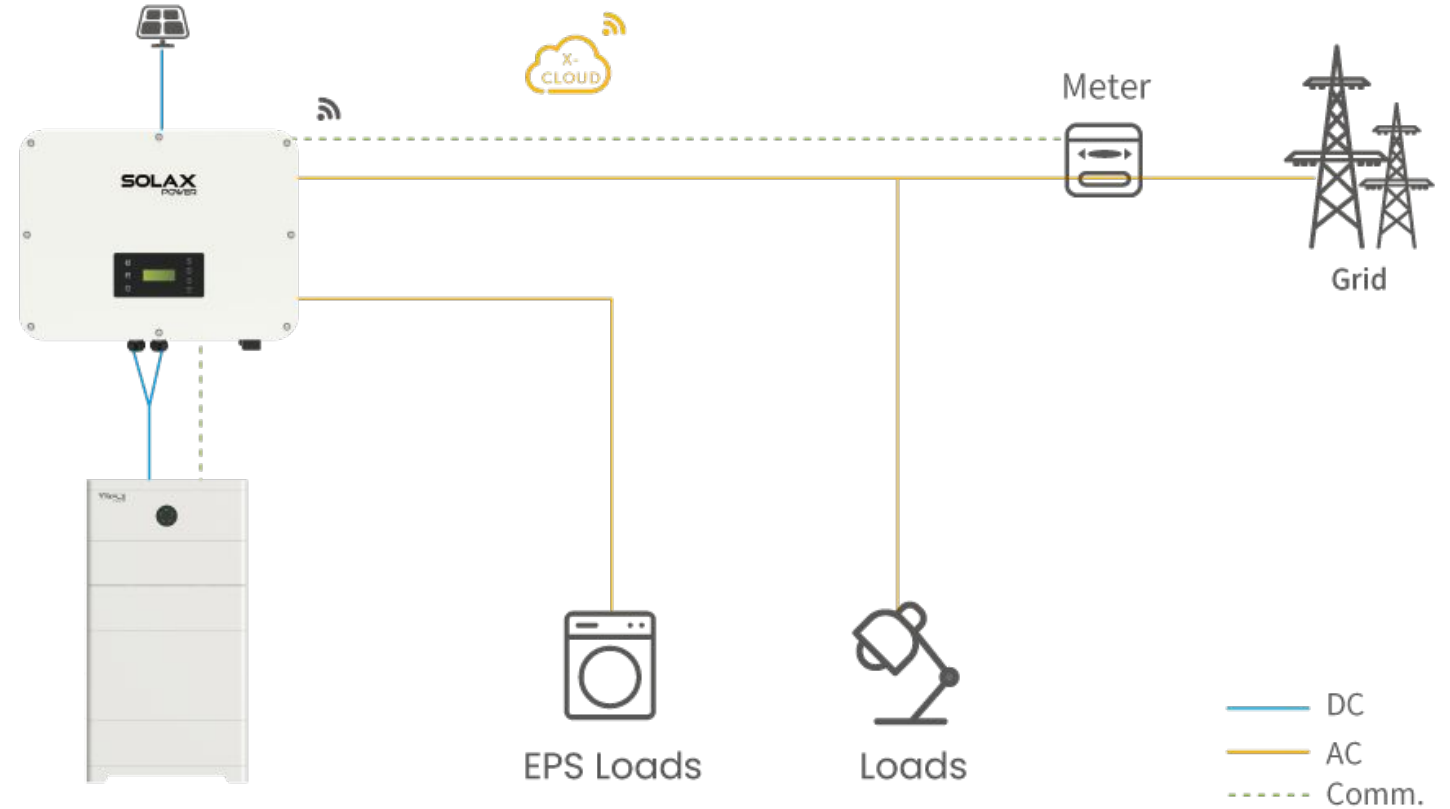 X-
CLOUD
Meter
SOLAX
POWER
Grid
EPS Loads
Loads
DC
AC
Comm.